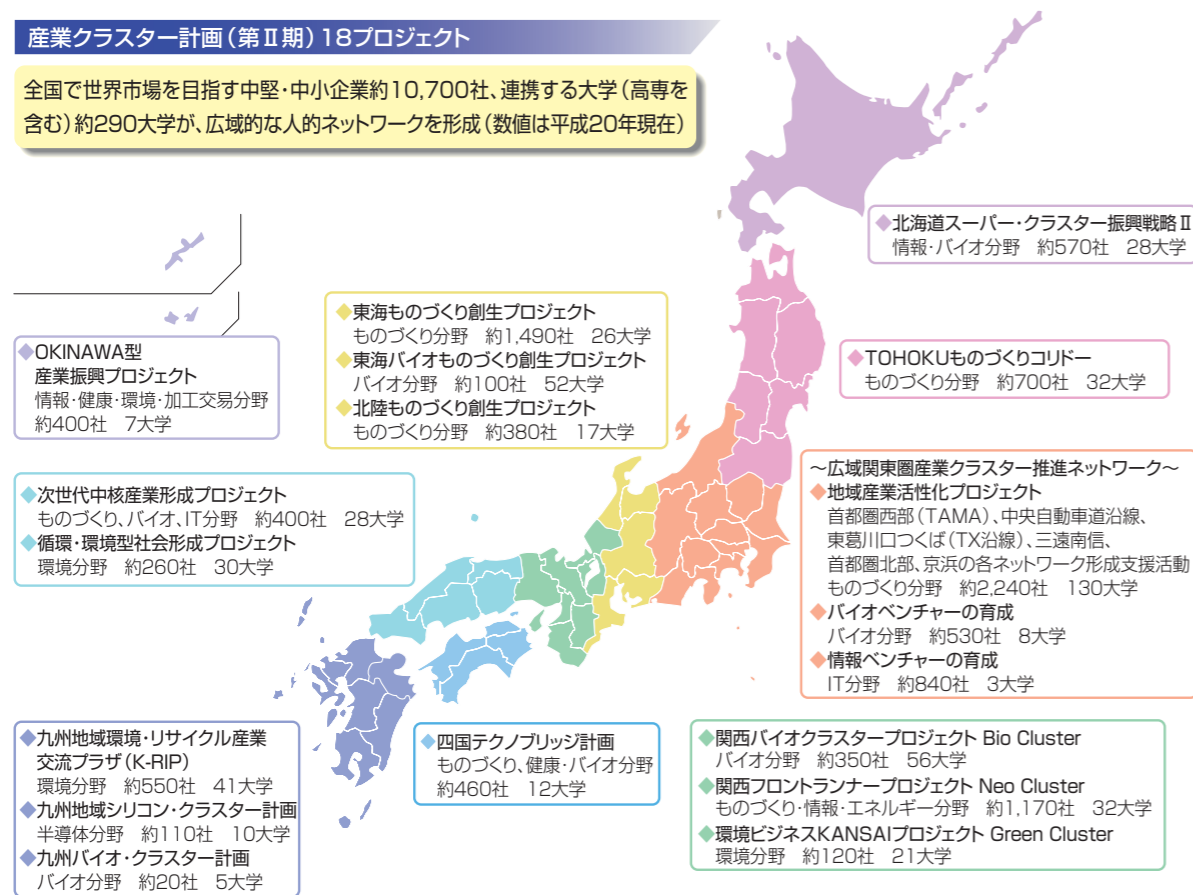 産業クラスター計画(第Ⅱ期)18プロジェクト
全国で世界市場を目指す中堅・中小企業約10,700社、連携する大学(高専を
含む)約290大学が、広域的な人的ネットワークを形成(数値は平成20年現在)
◆北海道スーパー・クラスター振興戦略Ⅱ
情報・バイオ分野 約570社 28大学
◆東海ものづくり創生プロジェクト
ものづくり分野 約1,490社 26大学
◆東海バイオものづくり創生プロジェクト
バイオ分野 約100社 52大学
◆北陸ものづくり創生プロジェクト
ものづくり分野 約380社 17大学
◆OKINAWA型
産業振興プロジェクト
情報・健康・環境・加工交易分野
約400社 7大学
◆TOHOKUものづくりコリドー
ものづくり分野 約700社 32大学
◆次世代中核産業形成プロジェクト
ものづくり、バイオ、IT分野 約400社 28大学
◆循環・環境型社会形成プロジェクト
環境分野 約260社 30大学
~広域関東圏産業クラスター推進ネットワーク~
◆地域産業活性化プロジェクト
首都圏西部(TAMA)、中央自動車道沿線、
東葛川口つくば(TX沿線)、三遠南信、
首都圏北部、京浜の各ネットワーク形成支援活動
ものづくり分野 約2,240社 130大学
◆バイオベンチャーの育成
バイオ分野 約530社 8大学
◆情報ベンチャーの育成
IT分野 約840社 3大学
◆九州地域環境・リサイクル産業
交流プラザ(K-RIP)
環境分野 約550社 41大学
◆九州地域シリコン・クラスター計画
半導体分野 約110社 10大学
◆九州バイオ・クラスター計画
バイオ分野 約20社 5大学
◆四国テクノブリッジ計画
ものづくり、健康・バイオ分野
約460社 12大学
◆関西バイオクラスタープロジェクト Bio Cluster
バイオ分野 約350社 56大学
◆関西フロントランナープロジェクト Neo Cluster
ものづくり・情報・エネルギー分野 約1,170社 32大学
◆環境ビジネスKANSAIプロジェクト Green Cluster
環境分野 約120社 21大学